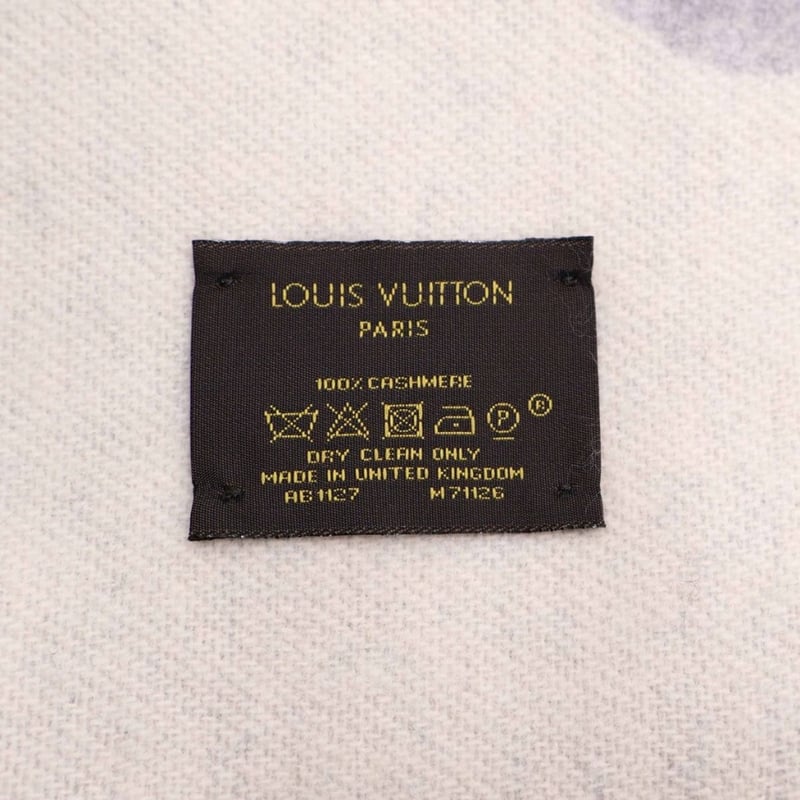 LOUIS VUITTON
PARIS
100% CASHMERE
P ®
DRY CLEAN ONLY
MADE IN UNITED KINGDOM
AB1127 M71126